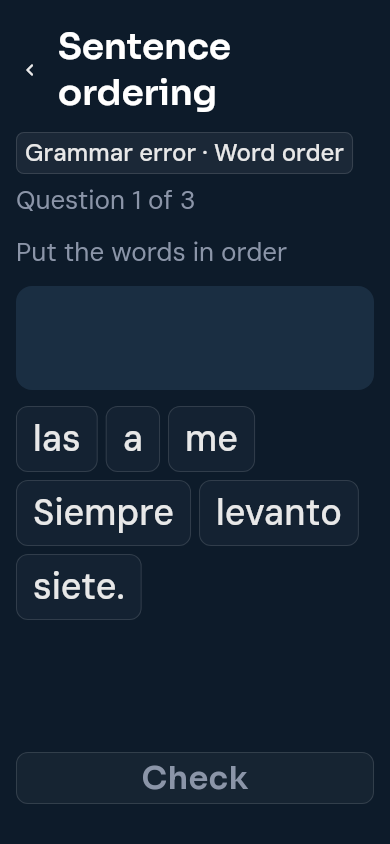 Sentence
ordering
Grammar error · Word order
Question 1 of 3
Put the words in order
las a me
Siempre levanto
siete.
Check